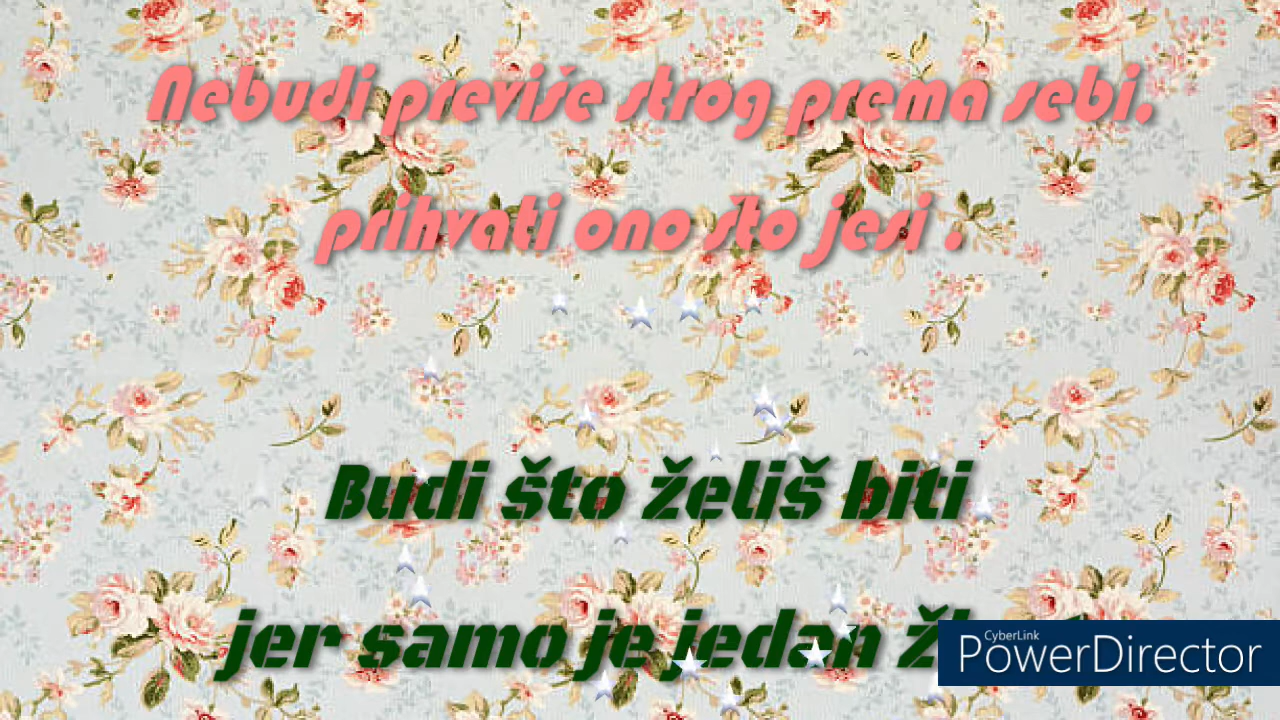 Nebudi previše strog prema sebi,
prihvati ono što jesi .
Budi što želiš biti
jer samo je jedan
CyberLink
PowerDirector